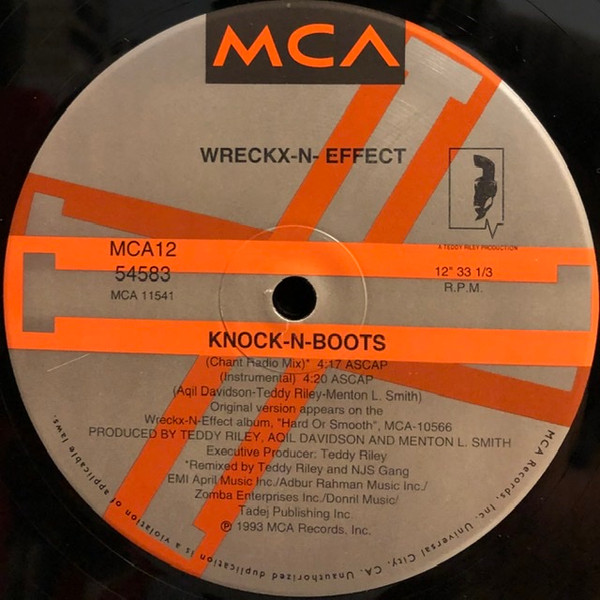 MCA
WRECKX-N- EFFECT
A TEDDY RILEY PRODUCTION
MCA12
54583
MCA 11541
12" 33 1/3
R.P.M.
KNOCK-N-BOOTS
(Chant Radio Mix)* 4:17 ASCAP
(Instrumental) 4:20 ASCAP
(Aqil Davidson-Teddy Riley-Menton L. Smith)
Original version appears on the
Wreckx-N-Effect album, "Hard Or Smooth", MCA-10566
PRODUCED BY TEDDY RILEY, AQIL DAVIDSON AND MENTON L. SMITH
Executive Producer: Teddy Riley
*Remixed by Teddy Riley and NJS Gang
EMI April Music Inc./Adbur Rahman Music Inc./
Zomba Enterprises Inc./Donril Music/
Tadej Publishing Inc.
℗ 1993 MCA Records, Inc.
MCA Records, Inc. Universal City, CA. Unauthorized duplication is a violation of applicable laws.